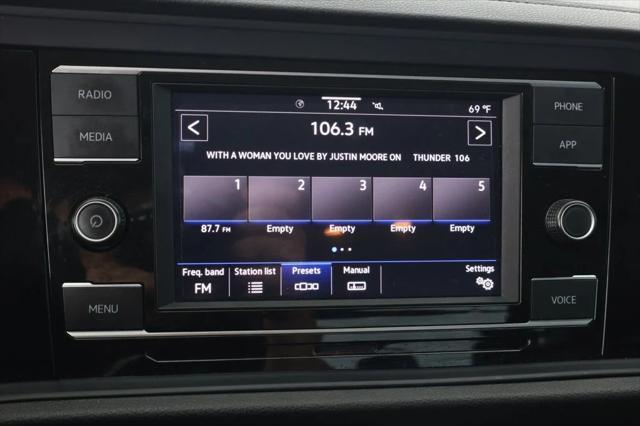 RADIO
MEDIA
MENU
12:44
69 °F
106.3 FM
WITH A WOMAN YOU LOVE BY JUSTIN MOORE ON THUNDER 106
1 2 3 4 5
87.7 FM Empty Empty Empty Empty
Freq. band Station list Presets Manual Settings
FM
PHONE
APP
VOICE